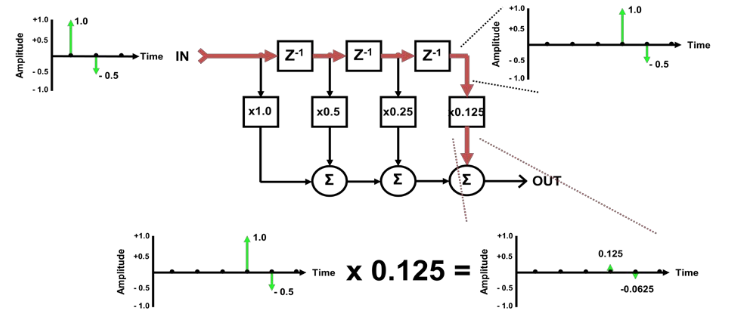 +1.0
1.0
+0.5
Amplitude
Time
- 0.5
- 0.5
- 1.0
IN
Z-1
Z-1
Z-1
+1.0
1.0
+0.5
Amplitude
Time
- 0.5
- 0.5
- 1.0
x1.0
x0.5
x0.25
x0.125
Σ
Σ
Σ
OUT
+1.0
1.0
+0.5
Amplitude
Time
- 0.5
- 0.5
- 1.0
x 0.125 =
+1.0
+0.5
0.125
Amplitude
Time
- 0.5
-0.0625
- 1.0